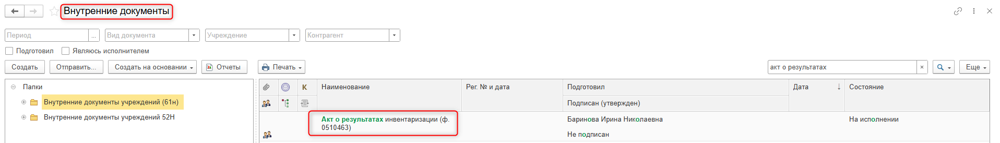 Внутренние документы
Период ... Вид документа Учреждение Контрагент
Подготовил Являюсь исполнителем
Создать Отправить... Создать на основании Отчеты Печать акт о результатах × Еще
Папки
Внутренние документы учреждений (61н)
Внутренние документы учреждений 52Н
К Наименование Рег. № и дата Подготовил Дата ↓ Состояние
Подписан (утвержден)
Акт о результатах инвентаризации (ф. Баринова Ирина Николаевна На исполнении
0510463)
Не подписан